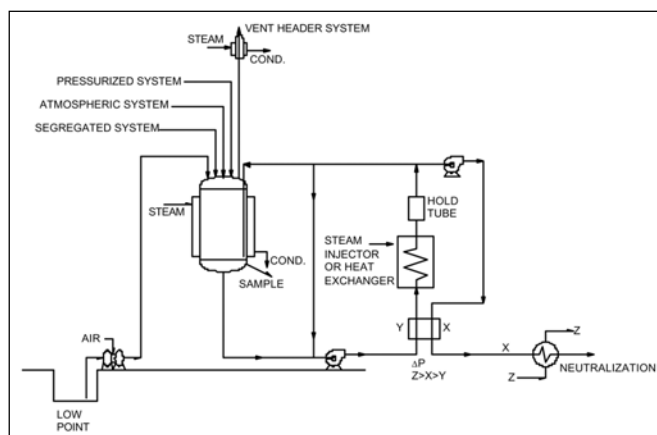 VENT HEADER SYSTEM
STEAM
COND.
PRESSURIZED SYSTEM
ATMOSPHERIC SYSTEM
SEGREGATED SYSTEM
STEAM
HOLD
TUBE
STEAM
INJECTOR
OR HEAT
EXCHANGER
COND.
SAMPLE
AIR
Y
X
Z
X
ΔP
Z>X>Y
Z
NEUTRALIZATION
LOW
POINT